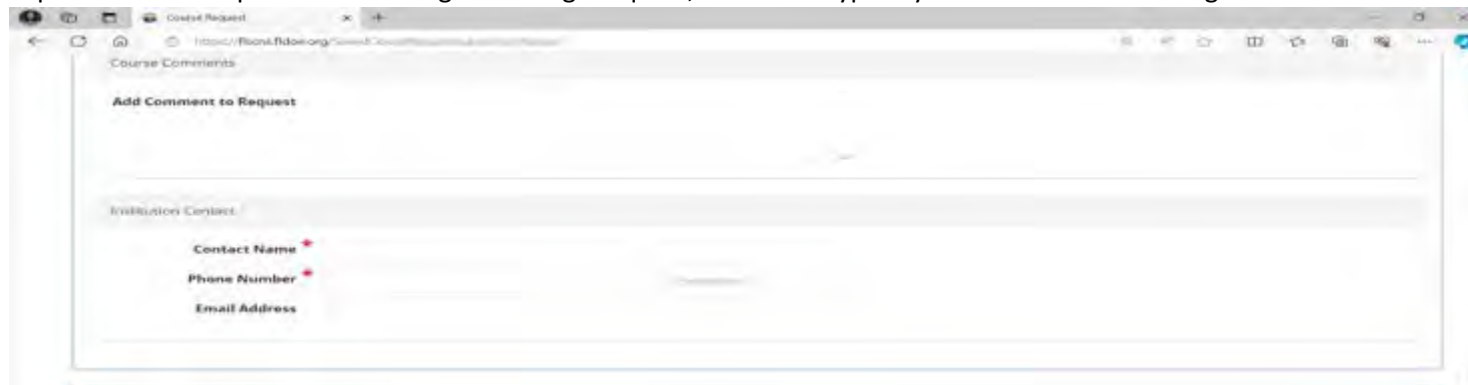 Course Request
Course Comments
Add Comment to Request
Institution Contact
Contact Name *
Phone Number *
Email Address